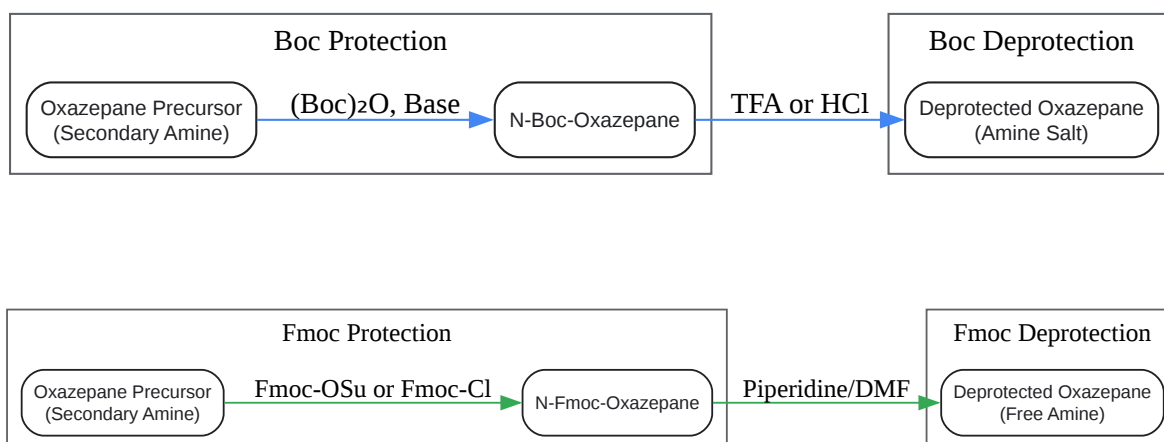 Boc Protection
Boc Deprotection
Oxazepane Precursor
(Secondary Amine)
(Boc)₂O, Base
N-Boc-Oxazepane
TFA or HCl
Deprotected Oxazepane
(Amine Salt)
Fmoc Protection
Fmoc Deprotection
Oxazepane Precursor
(Secondary Amine)
Fmoc-OSu or Fmoc-Cl
N-Fmoc-Oxazepane
Piperidine/DMF
Deprotected Oxazepane
(Free Amine)